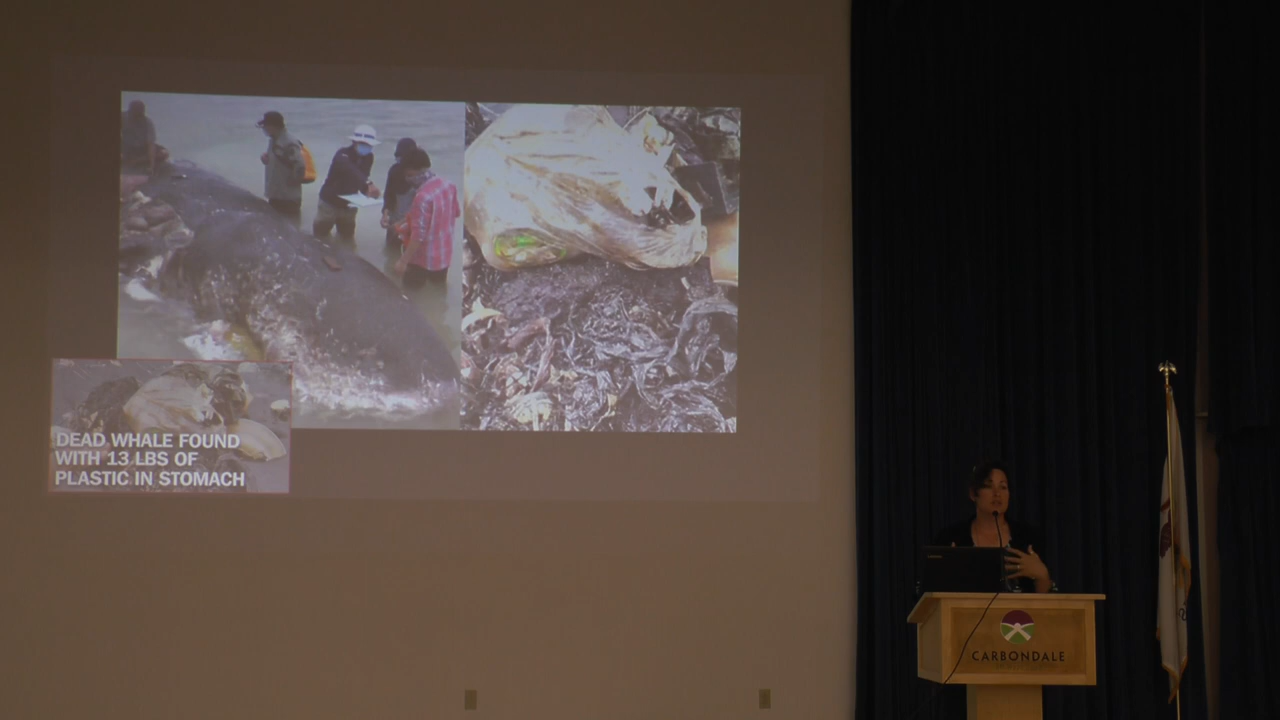 DEAD WHALE FOUND
WITH 13 LBS OF
PLASTIC IN STOMACH
CARBONDALE